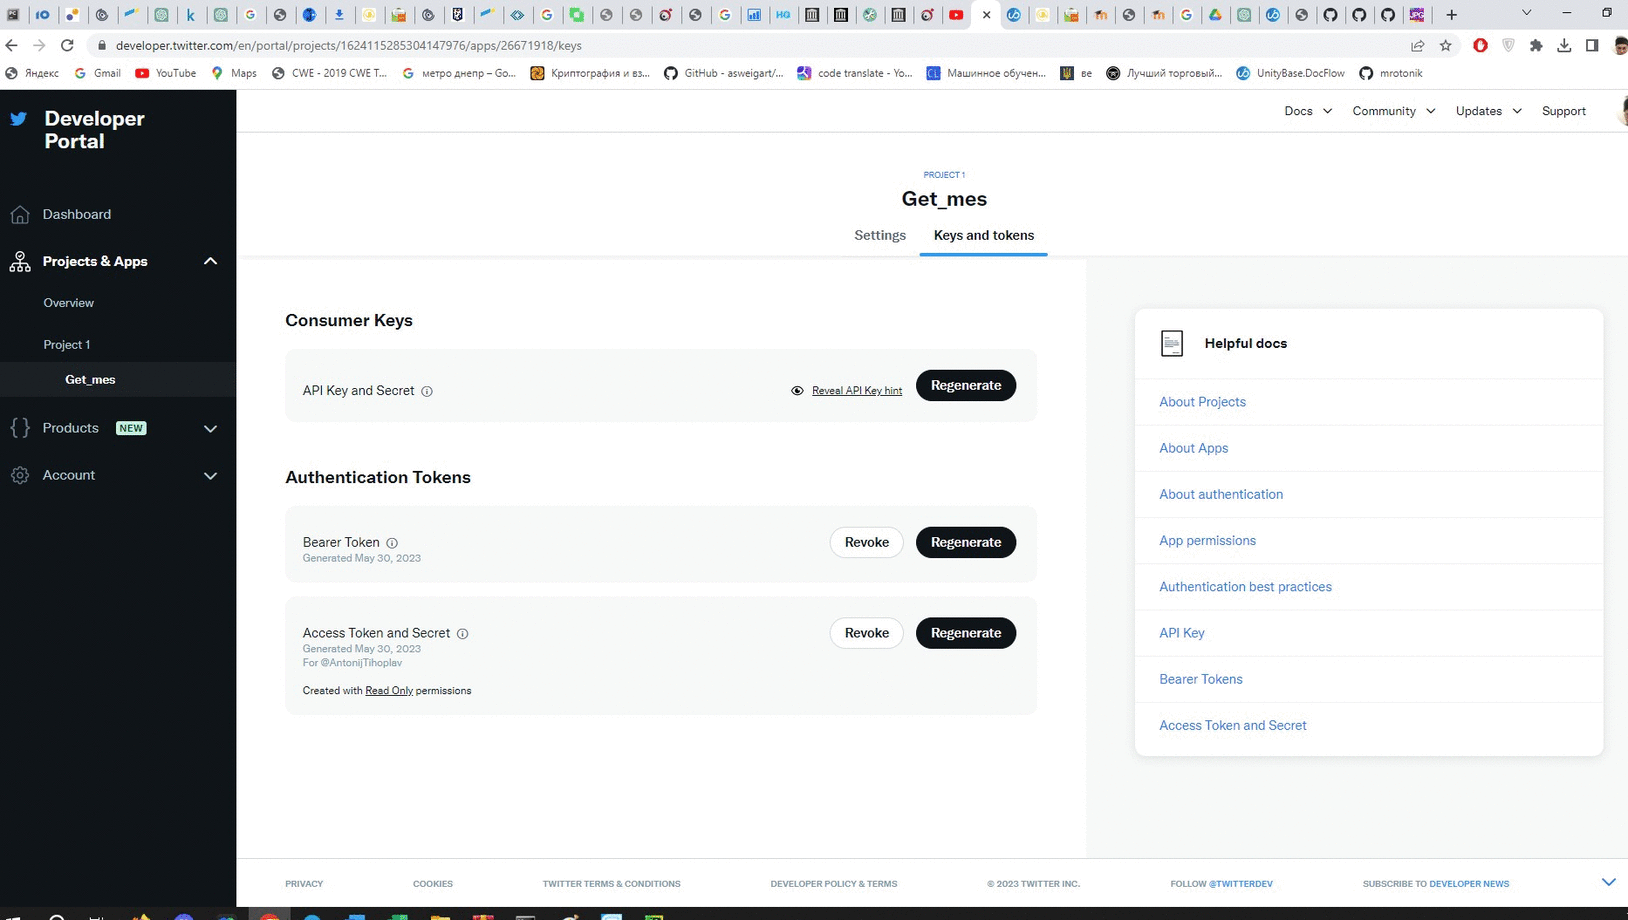 developer.twitter.com/en/portal/projects/1624115285304147976/apps/26671918/keys
Яндекс
Gmail
YouTube
Maps
CWE - 2019 CWE T...
метро днепр – Go...
Криптография и вз...
GitHub - asweigart/...
code translate - Yo...
Машинное обучен...
ве
Лучший торговый...
UnityBase.DocFlow
mrotonik
Developer
Portal
Docs
Community
Updates
Support
PROJECT 1
Get_mes
Settings
Keys and tokens
Dashboard
Projects & Apps
Overview
Project 1
Get_mes
Products NEW
Account
Consumer Keys
API Key and Secret
Reveal API Key hint
Regenerate
Authentication Tokens
Bearer Token
Generated May 30, 2023
Revoke
Regenerate
Access Token and Secret
Generated May 30, 2023
For @AntonijTihoplav
Created with Read Only permissions
Revoke
Regenerate
Helpful docs
About Projects
About Apps
About authentication
App permissions
Authentication best practices
API Key
Bearer Tokens
Access Token and Secret
PRIVACY
COOKIES
TWITTER TERMS & CONDITIONS
DEVELOPER POLICY & TERMS
© 2023 TWITTER INC.
FOLLOW @TWITTERDEV
SUBSCRIBE TO DEVELOPER NEWS